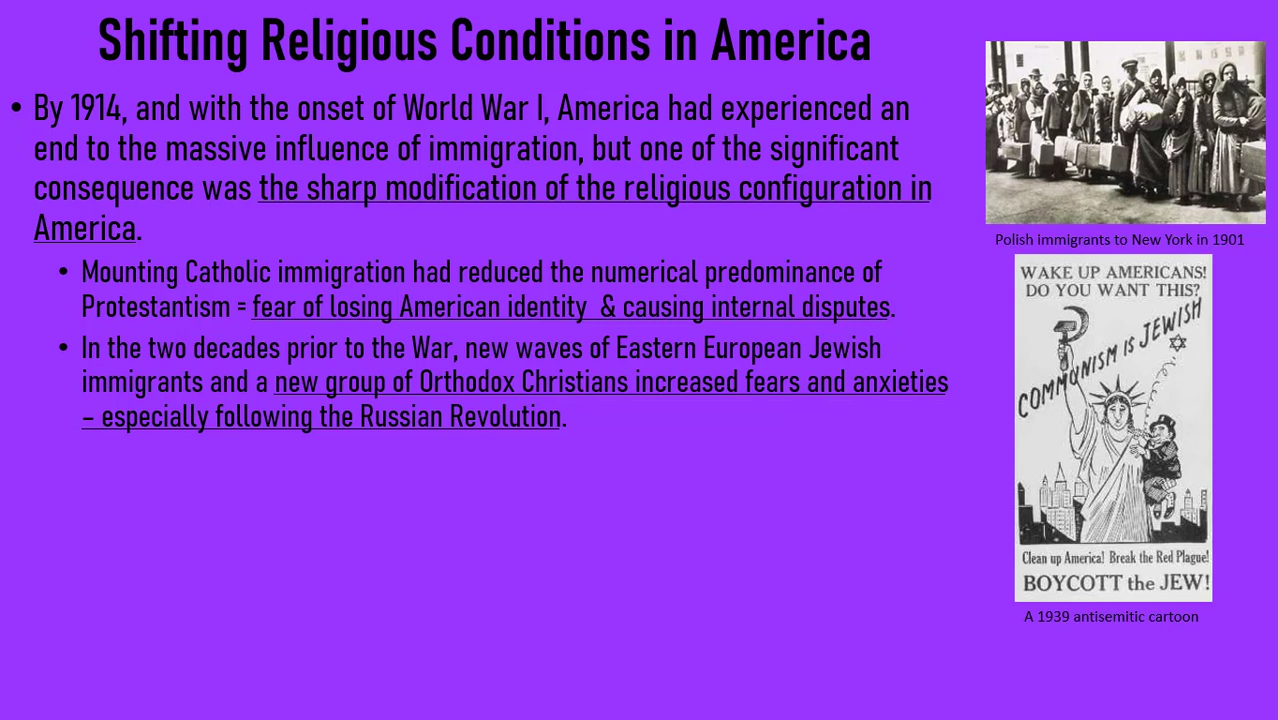 Shifting Religious Conditions in America
• By 1914, and with the onset of World War I, America had experienced an
end to the massive influence of immigration, but one of the significant
consequence was the sharp modification of the religious configuration in
America.
• Mounting Catholic immigration had reduced the numerical predominance of
Protestantism = fear of losing American identity & causing internal disputes.
• In the two decades prior to the War, new waves of Eastern European Jewish
immigrants and a new group of Orthodox Christians increased fears and anxieties
– especially following the Russian Revolution.
Polish immigrants to New York in 1901
WAKE UP AMERICANS!
DO YOU WANT THIS?
COMMUNISM IS JEWISH
Clean up America! Break the Red Plague!
BOYCOTT the JEW!
A 1939 antisemitic cartoon